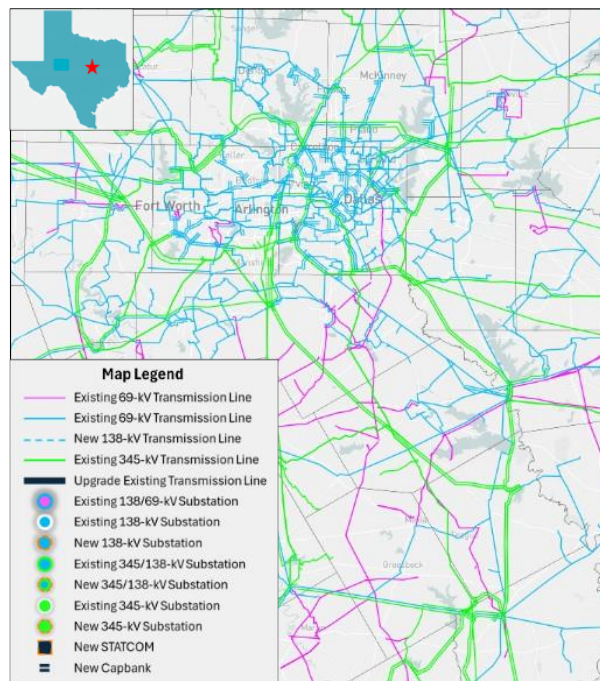 McKinney
Fort Worth
Arlington
Dallas
Mansfield
Groesbeck
Map Legend
Existing 69-kV Transmission Line
Existing 69-kV Transmission Line
New 138-kV Transmission Line
Existing 345-kV Transmission Line
Upgrade Existing Transmission Line
Existing 138/69-kV Substation
Existing 138-kV Substation
New 138-kV Substation
Existing 345/138-kV Substation
New 345/138-kV Substation
Existing 345-kV Substation
New 345-kV Substation
New STATCOM
New Capbank